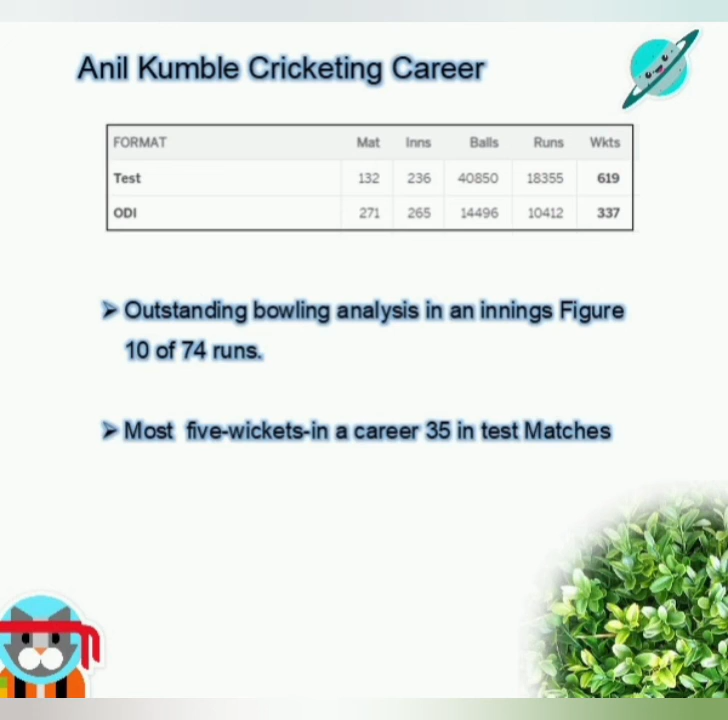 Anil Kumble Cricketing Career
FORMAT Mat Inns Balls Runs Wkts
Test 132 236 40850 18355 619
ODI 271 265 14496 10412 337
➢ Outstanding bowling analysis in an innings Figure
10 of 74 runs.
➢ Most five-wickets-in a career 35 in test Matches